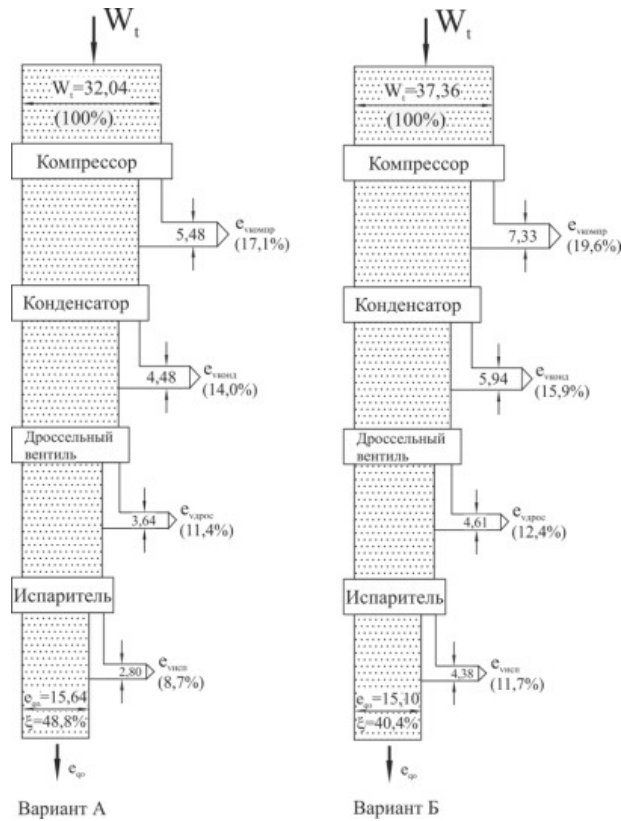 W_t
W_t=32,04
(100%)
Компрессор
5,48
e_vкомпр
(17,1%)
Конденсатор
4,48
e_vконд
(14,0%)
Дроссельный
вентиль
3,64
e_vдрос
(11,4%)
Испаритель
2,80
e_vисп
(8,7%)
e_qo=15,64
ξ=48,8%
e_qo
Вариант А
W_t
W_t=37,36
(100%)
Компрессор
7,33
e_vкомпр
(19,6%)
Конденсатор
5,94
e_vконд
(15,9%)
Дроссельный
вентиль
4,61
e_vдрос
(12,4%)
Испаритель
4,38
e_vисп
(11,7%)
e_qo=15,10
ξ=40,4%
e_qo
Вариант Б